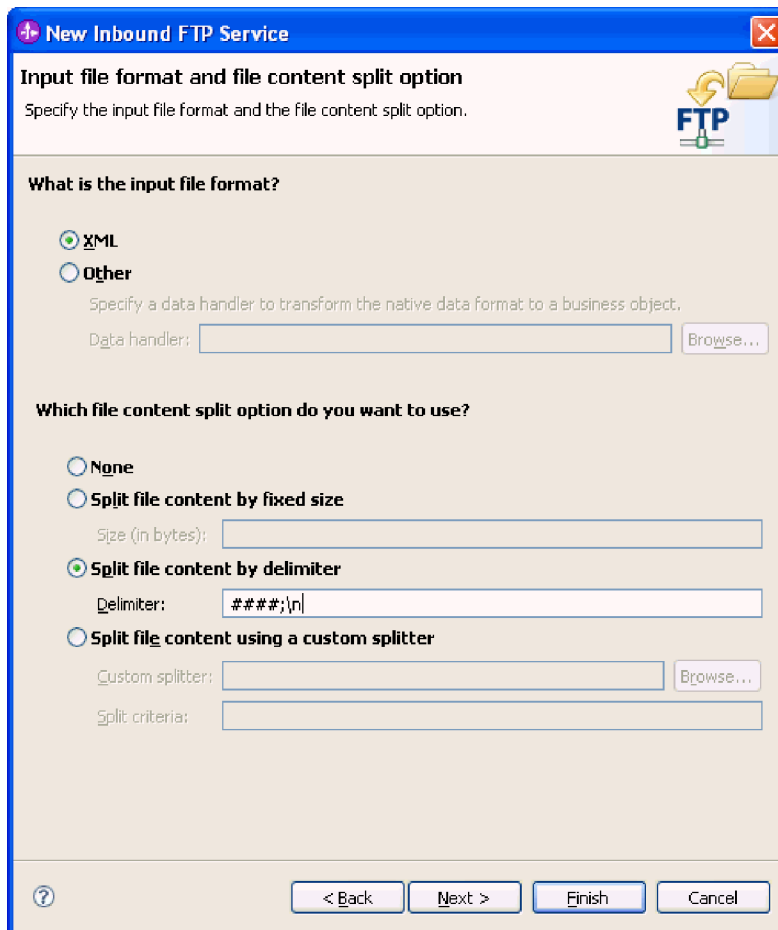 New Inbound FTP Service
Input file format and file content split option
Specify the input file format and the file content split option.
FTP
What is the input file format?
XML
Other
Specify a data handler to transform the native data format to a business object.
Data handler: Browse...
Which file content split option do you want to use?
None
Split file content by fixed size
Size (in bytes):
Split file content by delimiter
Delimiter: ####;\n
Split file content using a custom splitter
Custom splitter: Browse...
Split criteria:
? < Back Next > Finish Cancel